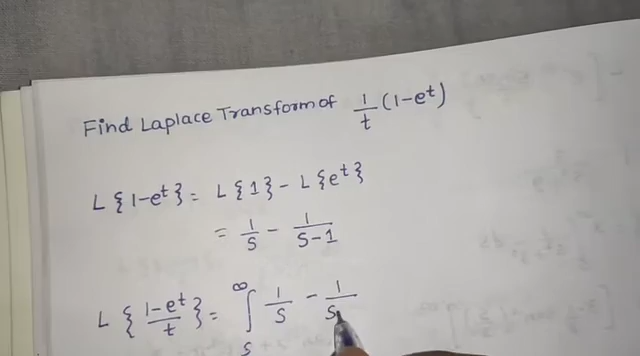 Find Laplace Transform of 1/t (1-e^t)
L{1-e^t} = L{1} - L{e^t}
= 1/S - 1/(S-1)
L{(1-e^t)/t} = ∫_S^∞ 1/S - 1/S